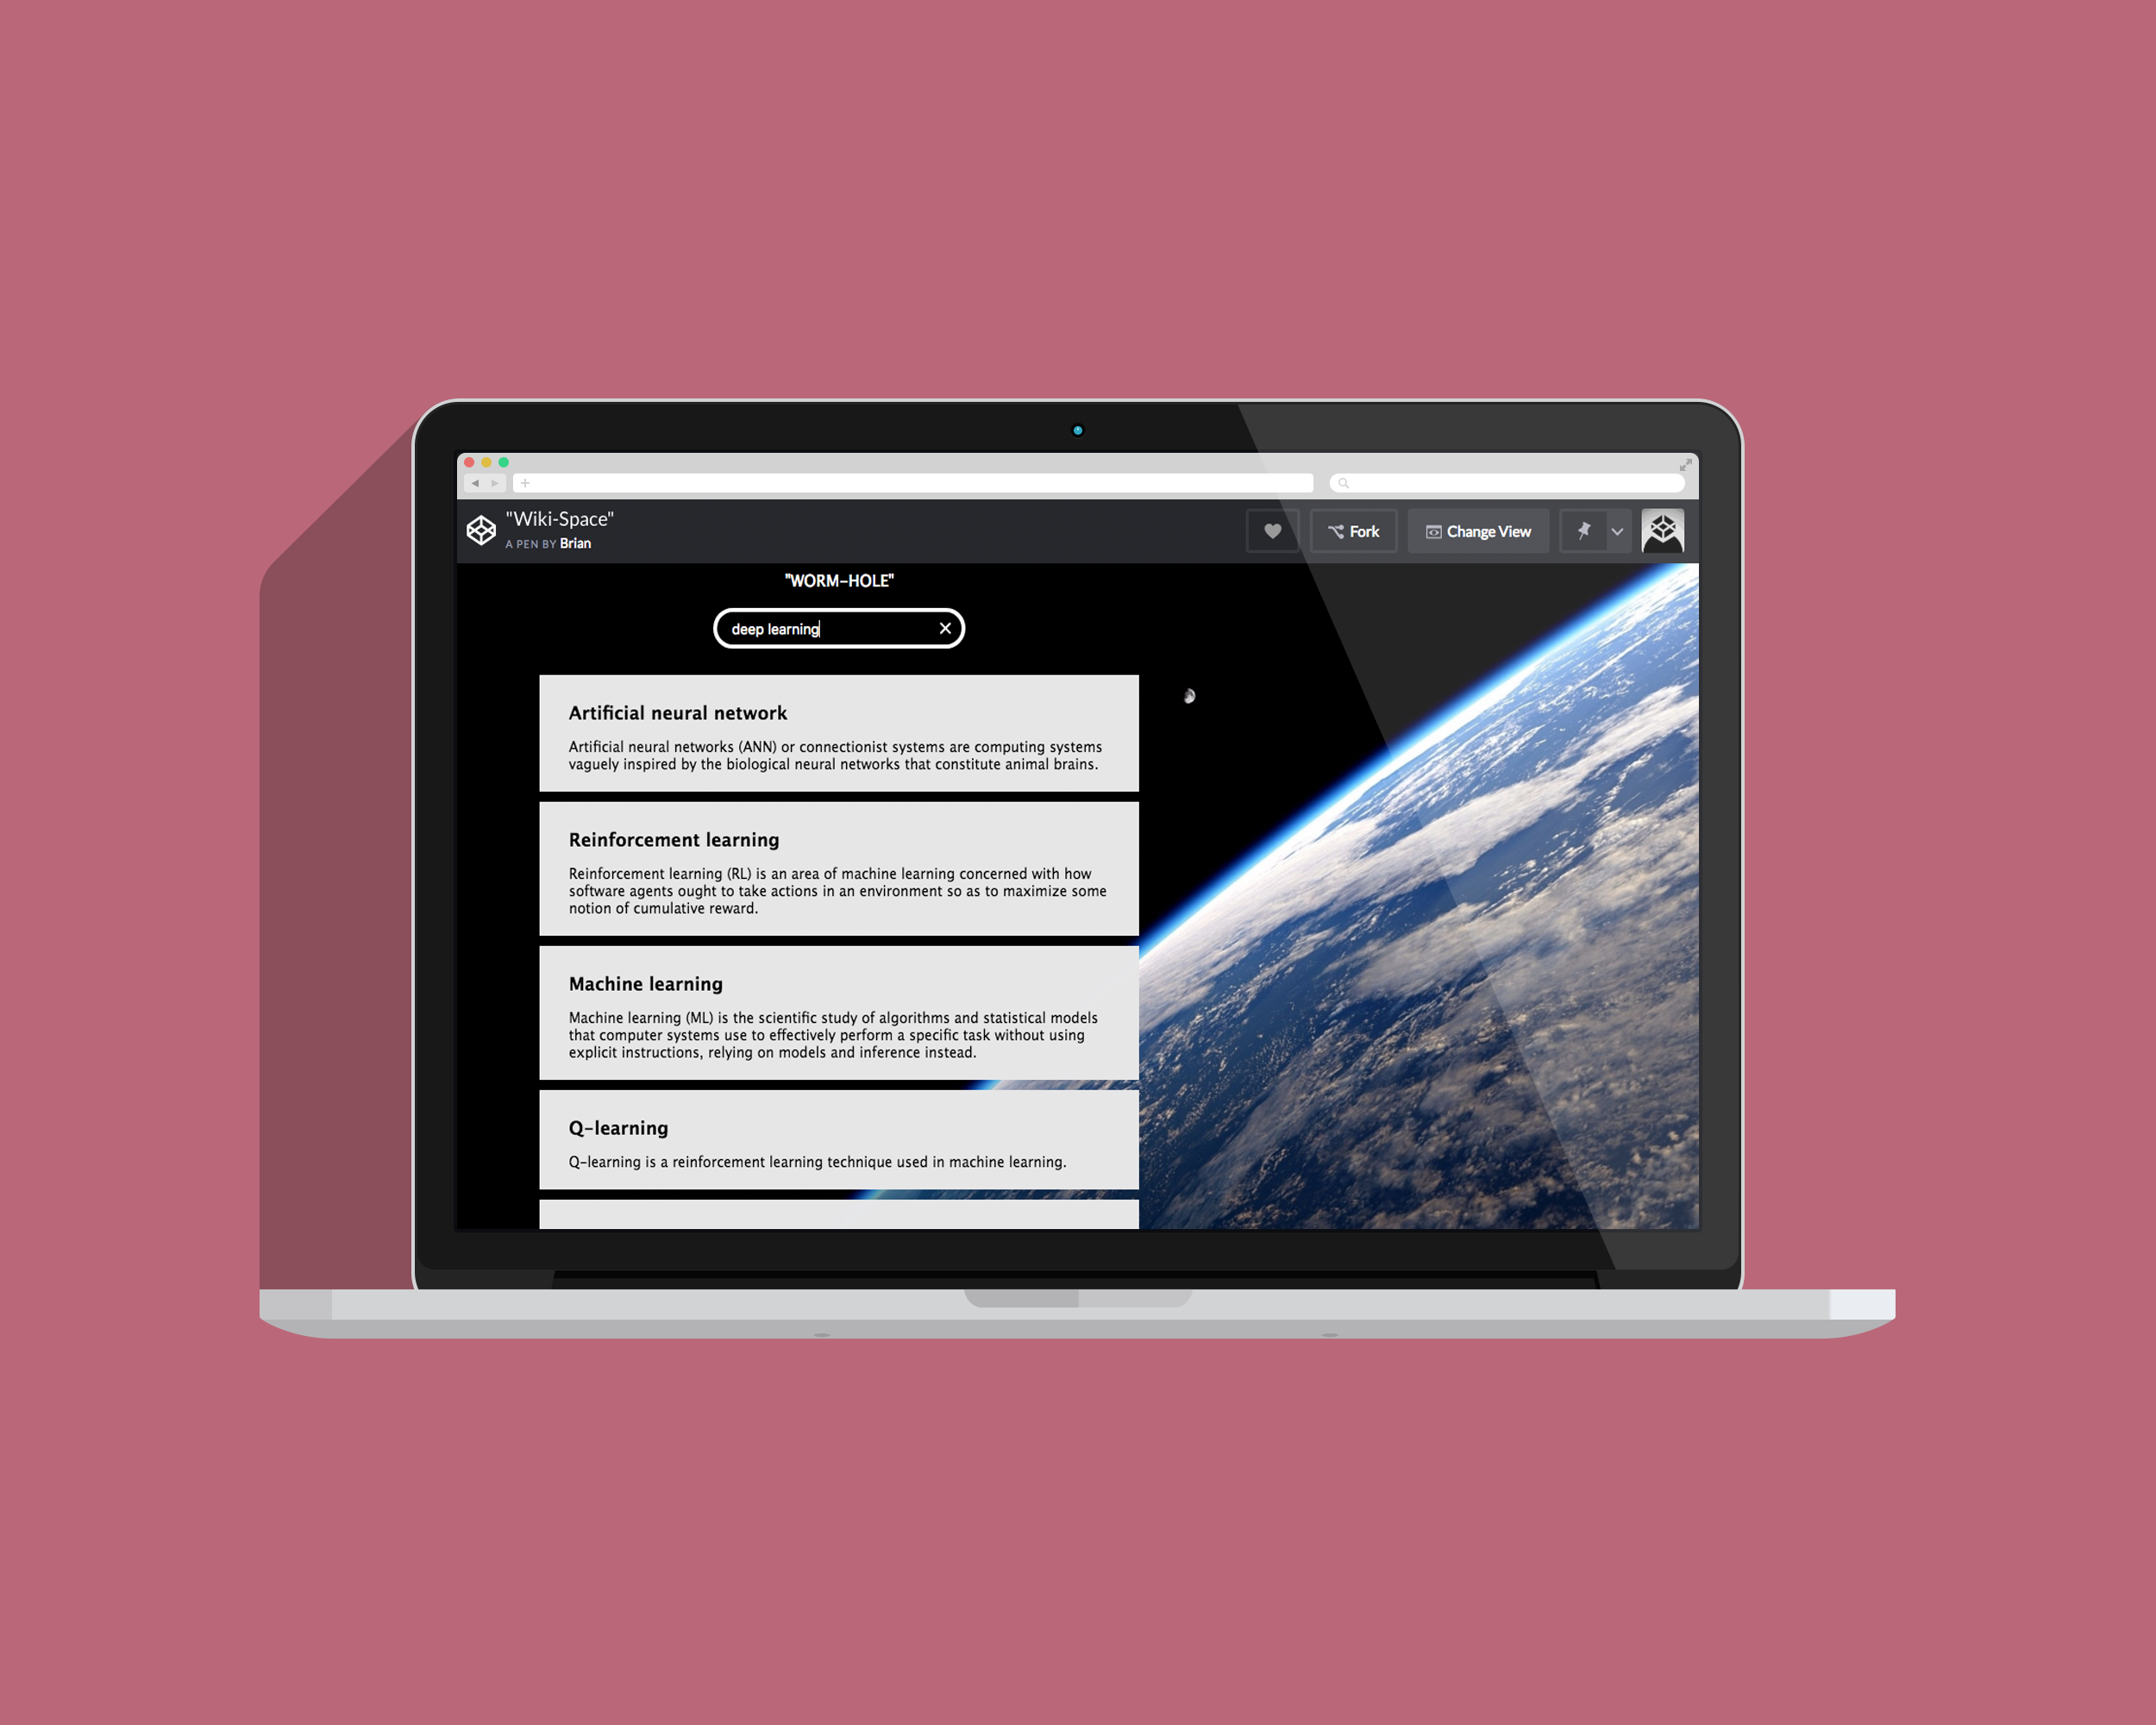 "Wiki-Space"
A PEN BY Brian
Fork
Change View
"WORM-HOLE"
deep learning
Artificial neural network
Artificial neural networks (ANN) or connectionist systems are computing systems
vaguely inspired by the biological neural networks that constitute animal brains.
Reinforcement learning
Reinforcement learning (RL) is an area of machine learning concerned with how
software agents ought to take actions in an environment so as to maximize some
notion of cumulative reward.
Machine learning
Machine learning (ML) is the scientific study of algorithms and statistical models
that computer systems use to effectively perform a specific task without using
explicit instructions, relying on models and inference instead.
Q-learning
Q-learning is a reinforcement learning technique used in machine learning.